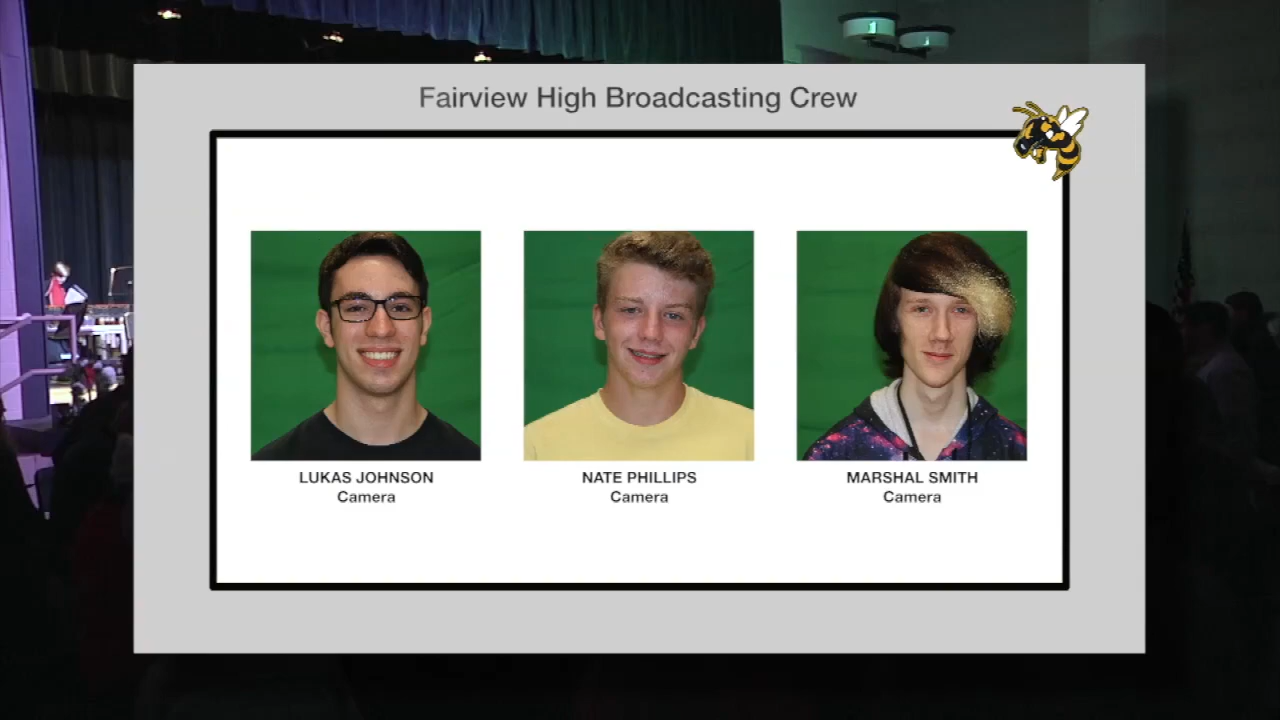 Fairview High Broadcasting Crew
LUKAS JOHNSON
Camera
NATE PHILLIPS
Camera
MARSHAL SMITH
Camera